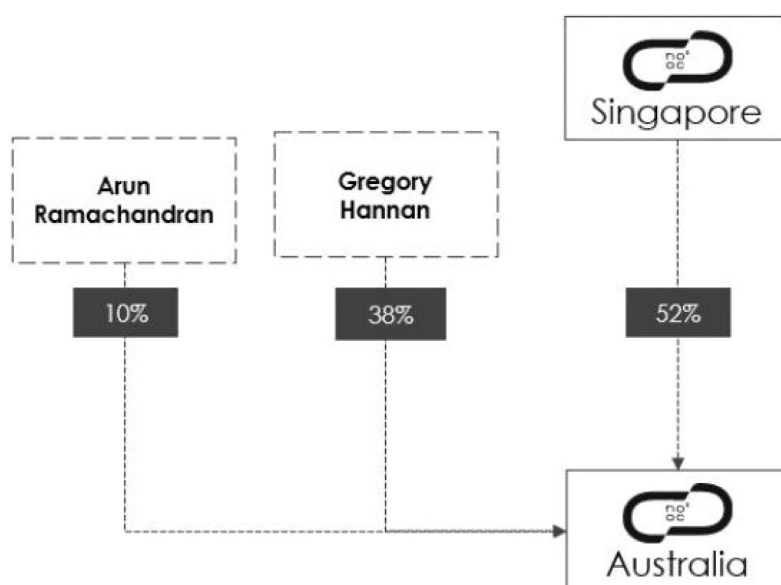 Singapore
Arun
Ramachandran
Gregory
Hannan
10%
38%
52%
Australia